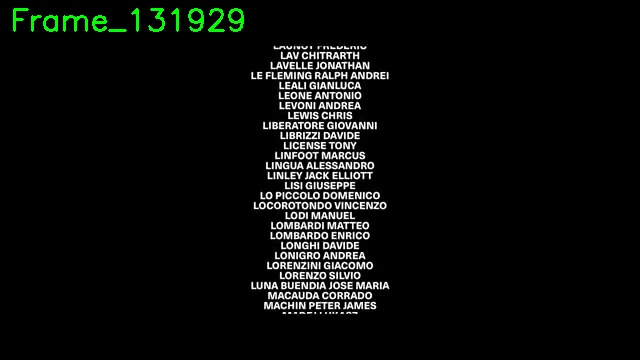 Frame_131929
LAUNOY FREDERIC
LAV CHITRARTH
LAVELLE JONATHAN
LE FLEMING RALPH ANDREI
LEALI GIANLUCA
LEONE ANTONIO
LEVONI ANDREA
LEWIS CHRIS
LIBERATORE GIOVANNI
LIBRIZZI DAVIDE
LICENSE TONY
LINFOOT MARCUS
LINGUA ALESSANDRO
LINLEY JACK ELLIOTT
LISI GIUSEPPE
LO PICCOLO DOMENICO
LOCOROTONDO VINCENZO
LODI MANUEL
LOMBARDI MATTEO
LOMBARDO ENRICO
LONGHI DAVIDE
LONIGRO ANDREA
LORENZINI GIACOMO
LORENZO SILVIO
LUNA BUENDIA JOSE MARIA
MACAUDA CORRADO
MACHIN PETER JAMES